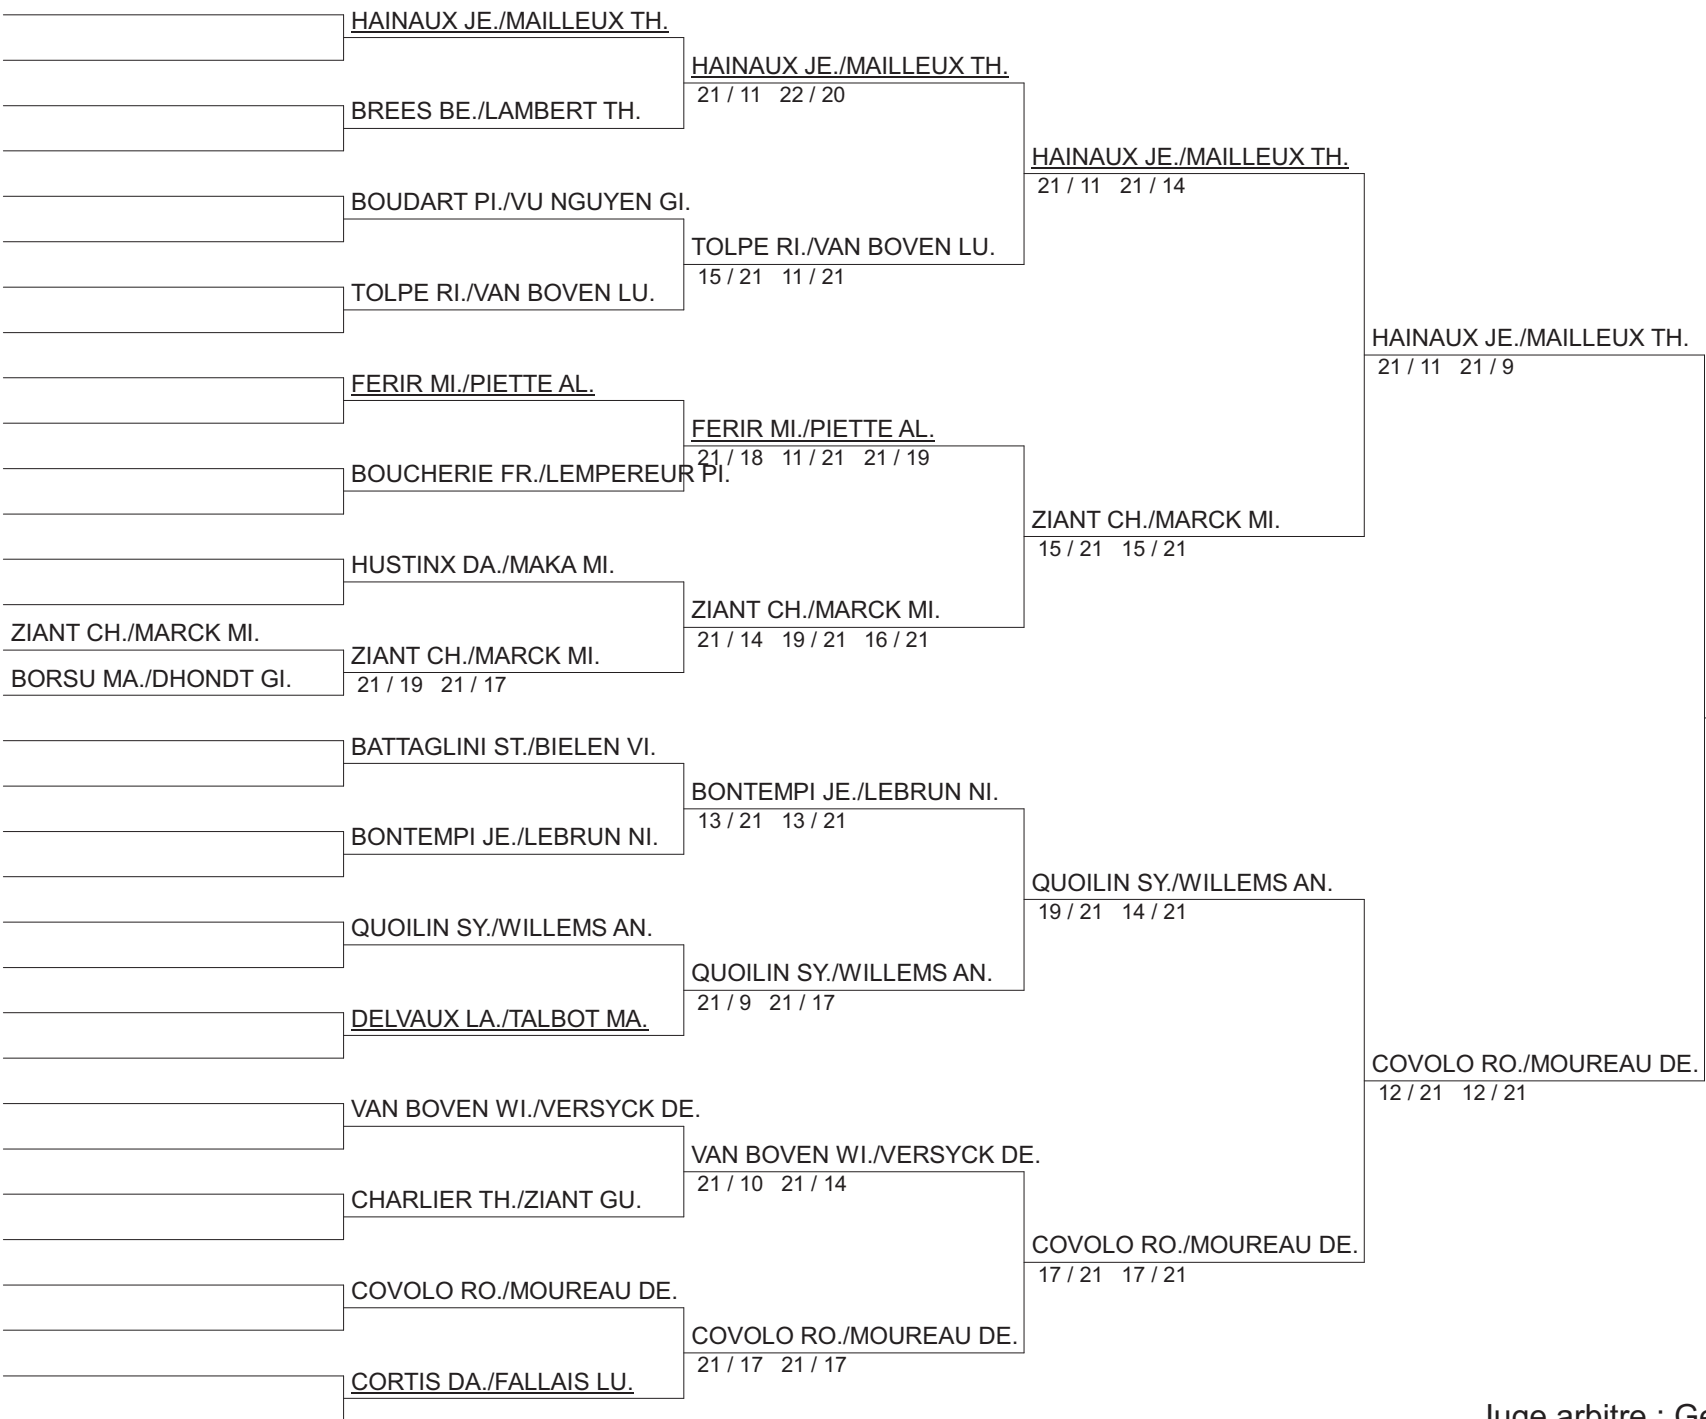 HAINAUX JE./MAILLEUX TH.
HAINAUX JE./MAILLEUX TH.
21 / 11 22 / 20
BREES BE./LAMBERT TH.
HAINAUX JE./MAILLEUX TH.
21 / 11 21 / 14
BOUDART PI./VU NGUYEN GI.
TOLPE RI./VAN BOVEN LU.
15 / 21 11 / 21
TOLPE RI./VAN BOVEN LU.
HAINAUX JE./MAILLEUX TH.
21 / 11 21 / 9
FERIR MI./PIETTE AL.
FERIR MI./PIETTE AL.
21 / 18 11 / 21 21 / 19
BOUCHERIE FR./LEMPEREUR PI.
ZIANT CH./MARCK MI.
15 / 21 15 / 21
HUSTINX DA./MAKA MI.
ZIANT CH./MARCK MI.
21 / 14 19 / 21 16 / 21
ZIANT CH./MARCK MI.
ZIANT CH./MARCK MI.
21 / 19 21 / 17
BORSU MA./DHONDT GI.
BATTAGLINI ST./BIELEN VI.
BONTEMPI JE./LEBRUN NI.
13 / 21 13 / 21
BONTEMPI JE./LEBRUN NI.
QUOILIN SY./WILLEMS AN.
19 / 21 14 / 21
QUOILIN SY./WILLEMS AN.
QUOILIN SY./WILLEMS AN.
21 / 9 21 / 17
DELVAUX LA./TALBOT MA.
COVOLO RO./MOUREAU DE.
12 / 21 12 / 21
VAN BOVEN WI./VERSYCK DE.
VAN BOVEN WI./VERSYCK DE.
21 / 10 21 / 14
CHARLIER TH./ZIANT GU.
COVOLO RO./MOUREAU DE.
17 / 21 17 / 21
COVOLO RO./MOUREAU DE.
COVOLO RO./MOUREAU DE.
21 / 17 21 / 17
CORTIS DA./FALLAIS LU.
Juge arbitre : Ge